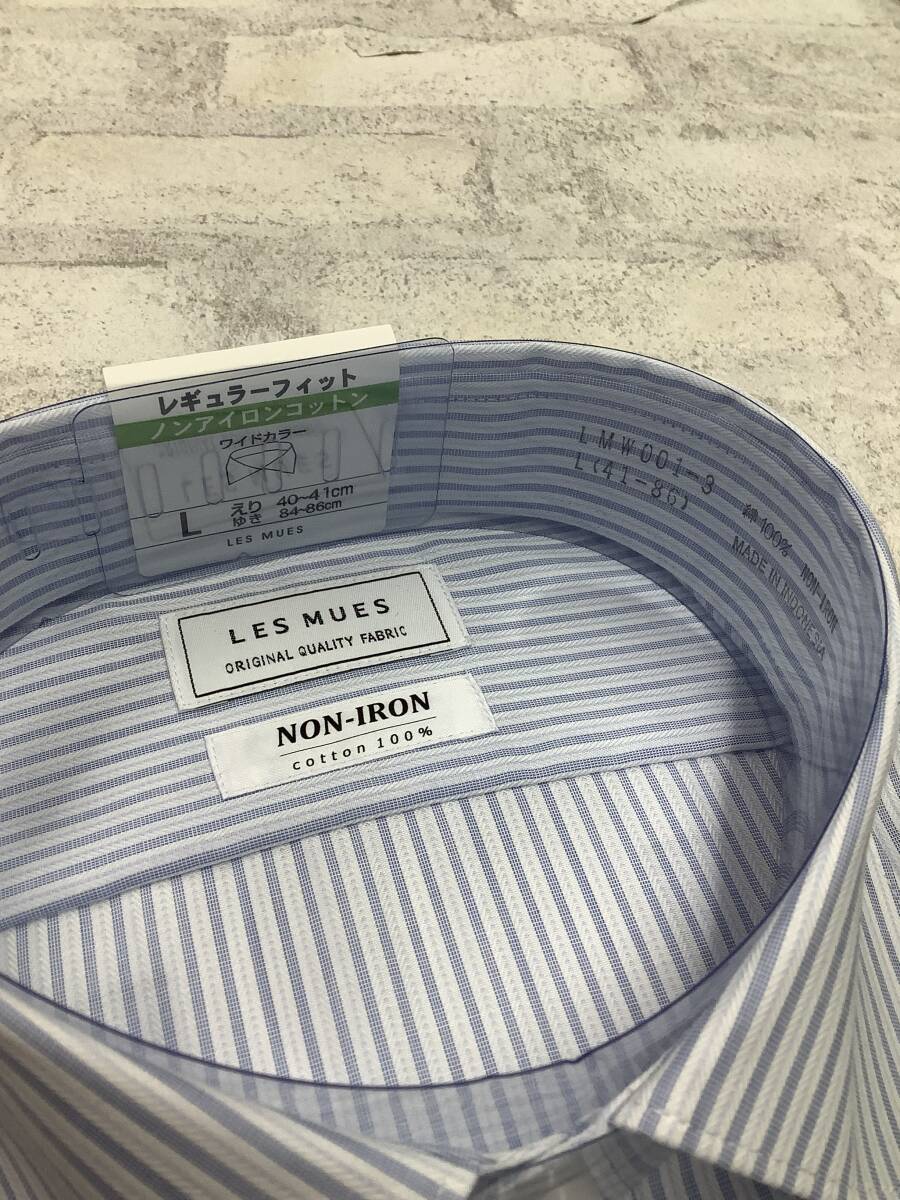 レギュラーフィット
ノンアイロンコットン
ワイドカラー
L えり 40~41cm
ゆき 84~86cm
LES MUES
LMW001-3
L(41-86)
綿100% NON-IRON
MADE IN INDONESIA
LES MUES
ORIGINAL QUALITY FABRIC
NON-IRON
cotton 100%